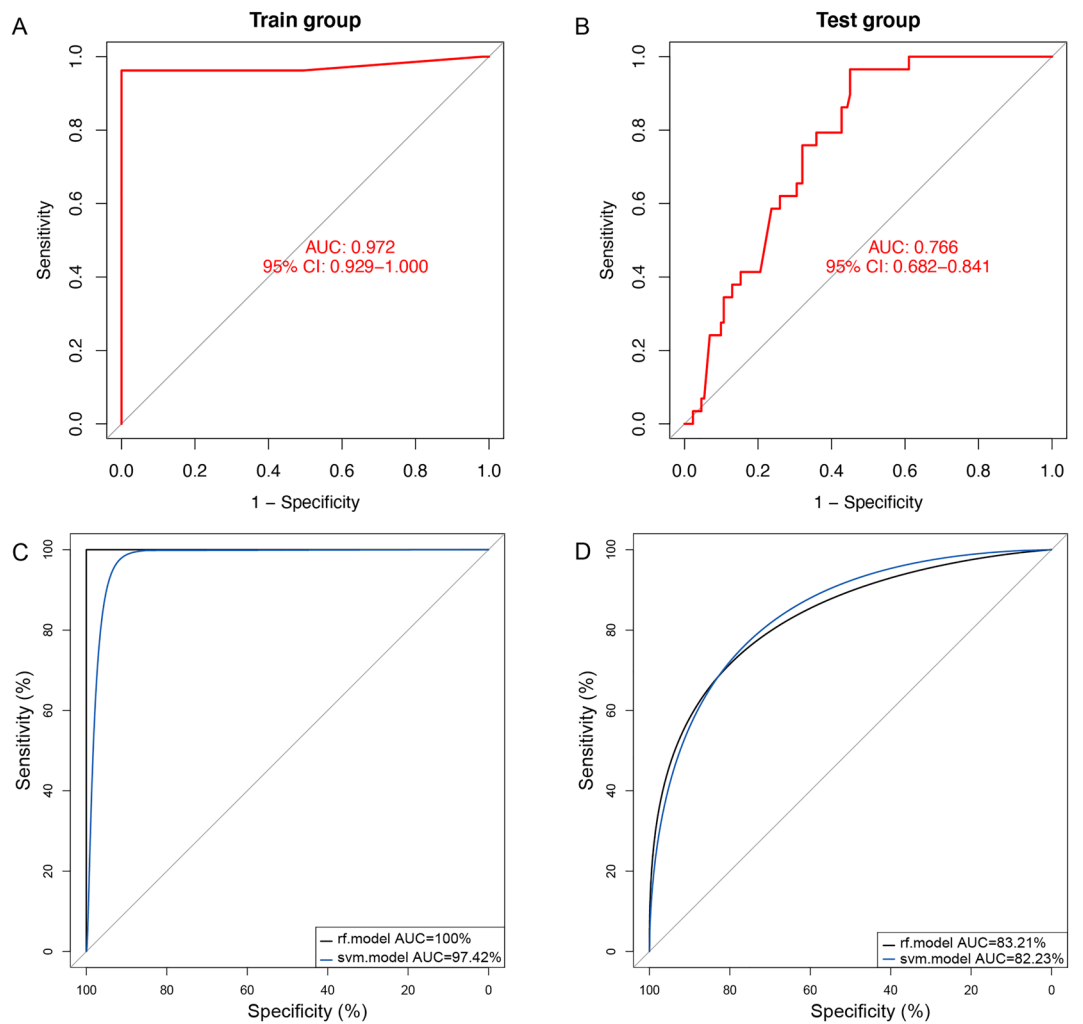 A
Train group
1.0
0.8
0.6
0.4
0.2
0.0
Sensitivity
AUC: 0.972
95% CI: 0.929–1.000
0.0 0.2 0.4 0.6 0.8 1.0
1 – Specificity
B
Test group
1.0
0.8
0.6
0.4
0.2
0.0
Sensitivity
AUC: 0.766
95% CI: 0.682–0.841
0.0 0.2 0.4 0.6 0.8 1.0
1 – Specificity
C
100
80
60
40
20
0
Sensitivity (%)
rf.model AUC=100%
svm.model AUC=97.42%
100 80 60 40 20 0
Specificity (%)
D
100
80
60
40
20
0
Sensitivity (%)
rf.model AUC=83.21%
svm.model AUC=82.23%
100 80 60 40 20 0
Specificity (%)